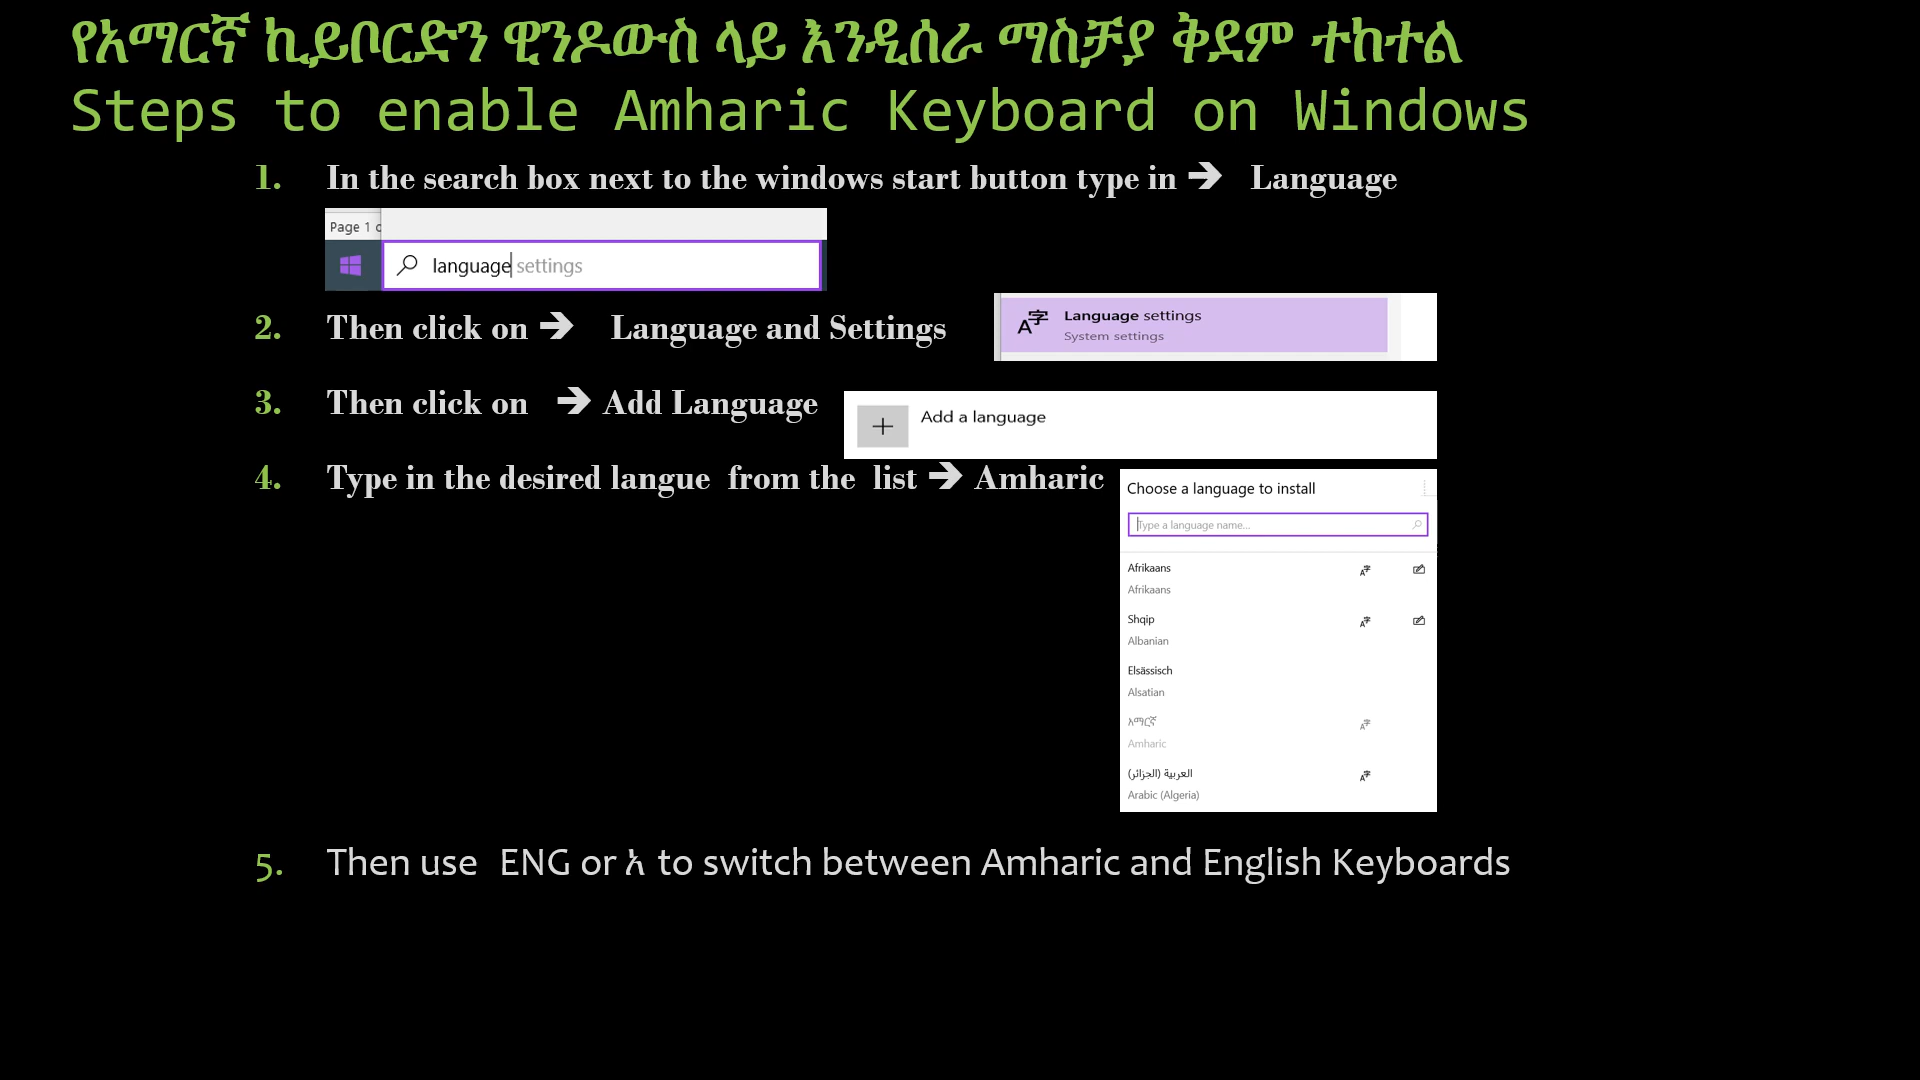 የአማርኛ ኪይቦርድን ዊንዶውስ ላይ እንዲሰራ ማስቻያ ቅደም ተከተል
Steps to enable Amharic Keyboard on Windows
1. In the search box next to the windows start button type in → Language
Page 1 o
language settings
2. Then click on → Language and Settings
Language settings
System settings
3. Then click on → Add Language
Add a language
4. Type in the desired langue from the list → Amharic
Choose a language to install
Type a language name...
Afrikaans
Afrikaans
Shqip
Albanian
Elsässisch
Alsatian
አማርኛ
Amharic
العربية (الجزائر)
Arabic (Algeria)
5. Then use ENG or አ to switch between Amharic and English Keyboards